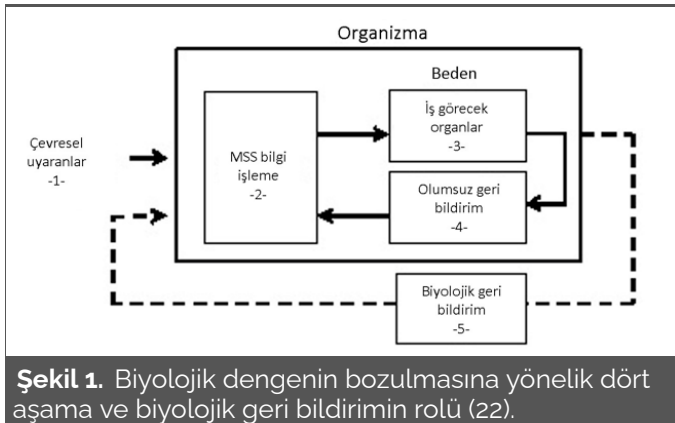 Organizma
Beden
Çevresel
uyaranlar
-1-
MSS bilgi
işleme
-2-
İş görecek
organlar
-3-
Olumsuz geri
bildirim
-4-
Biyolojik geri
bildirim
-5-
Şekil 1. Biyolojik dengenin bozulmasına yönelik dört
aşama ve biyolojik geri bildirimin rolü (22).